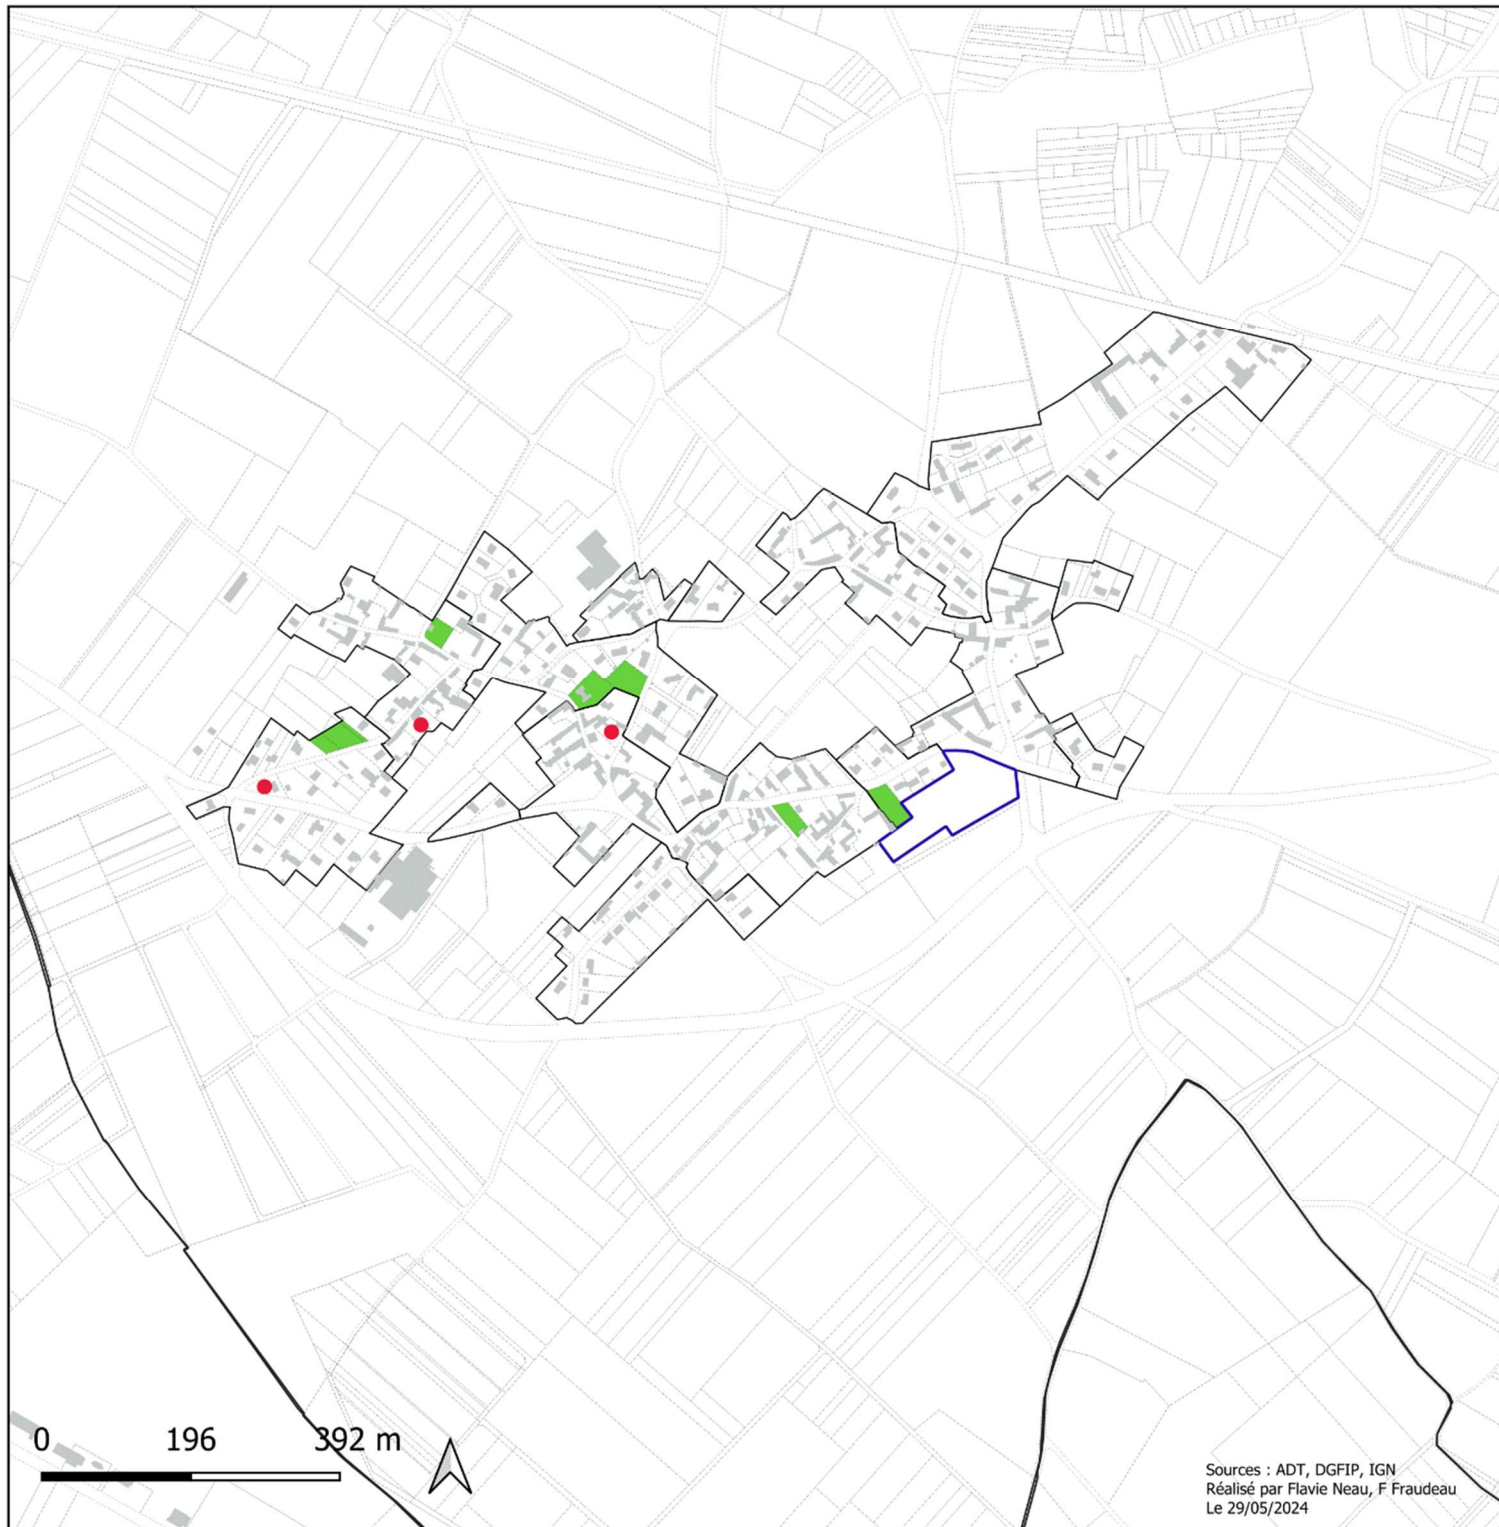 0 196 392 m
Sources : ADT, DGFIP, IGN
Réalisé par Flavie Neau, F Fraudeau
Le 29/05/2024